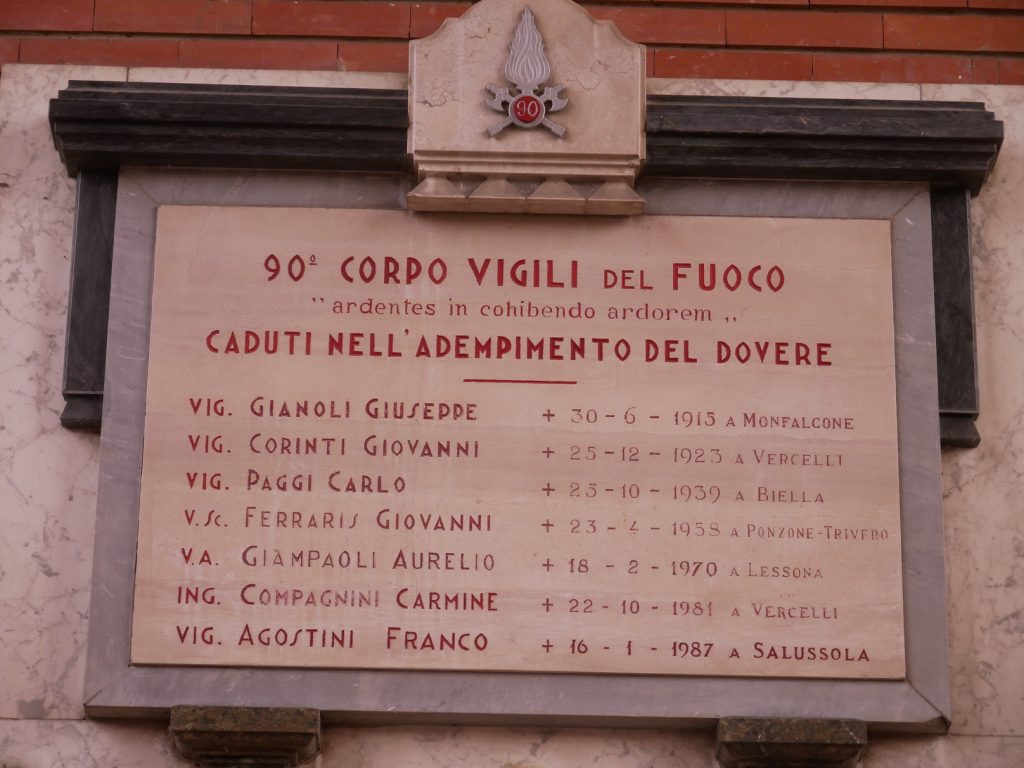 90
90º CORPO VIGILI DEL FUOCO
"ardentes in cohibendo ardorem„
CADUTI NELL'ADEMPIMENTO DEL DOVERE
VIG. GIANOLI GIUSEPPE + 30-6-1915 A MONFALCONE
VIG. CORINTI GIOVANNI + 25-12-1923 A VERCELLI
VIG. PAGGI CARLO + 25-10-1939 A BIELLA
V.SC. FERRARIS GIOVANNI + 23-4-1958 A PONZONE-TRIVERO
V.A. GIAMPAOLI AURELIO + 18-2-1970 A LESSONA
ING. COMPAGNINI CARMINE + 22-10-1981 A VERCELLI
VIG. AGOSTINI FRANCO + 16-1-1987 A SALUSSOLA